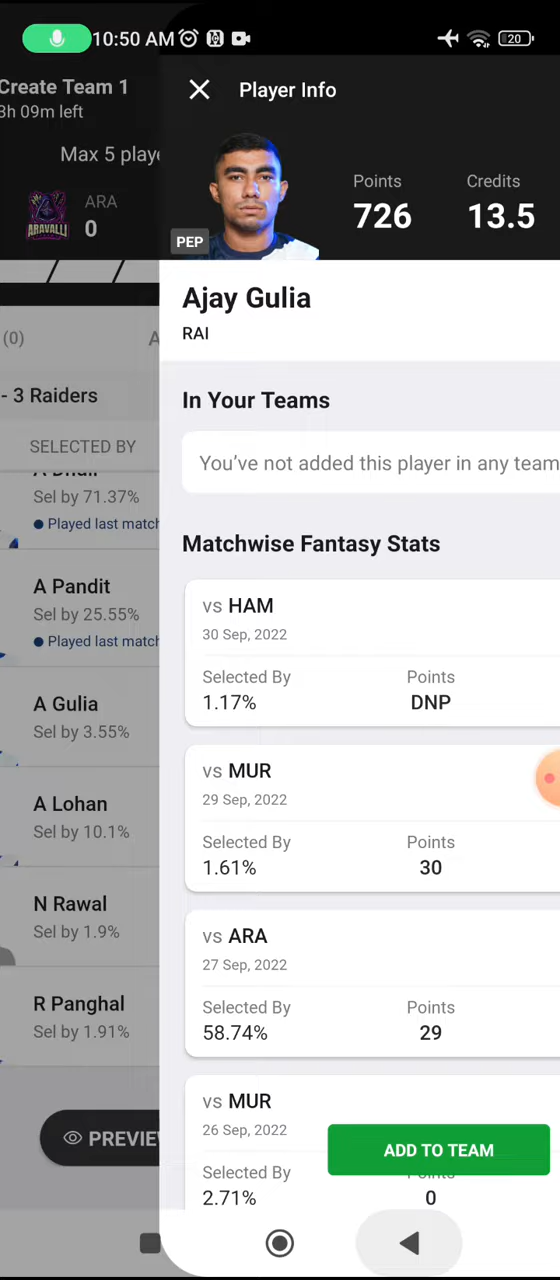 10:50 AM
20
Create Team 1
3h 09m left
Max 5 playe
ARA
0
ARAVALLI
(0)
A
- 3 Raiders
SELECTED BY
Sel by 71.37%
Played last match
A Pandit
Sel by 25.55%
Played last match
A Gulia
Sel by 3.55%
A Lohan
Sel by 10.1%
N Rawal
Sel by 1.9%
R Panghal
Sel by 1.91%
PREVIEW
Player Info
PEP
Points
Credits
726
13.5
Ajay Gulia
RAI
In Your Teams
You've not added this player in any team
Matchwise Fantasy Stats
vs HAM
30 Sep, 2022
Selected By
Points
1.17%
DNP
vs MUR
29 Sep, 2022
Selected By
Points
1.61%
30
vs ARA
27 Sep, 2022
Selected By
Points
58.74%
29
vs MUR
26 Sep, 2022
ADD TO TEAM
Selected By
Points
2.71%
0